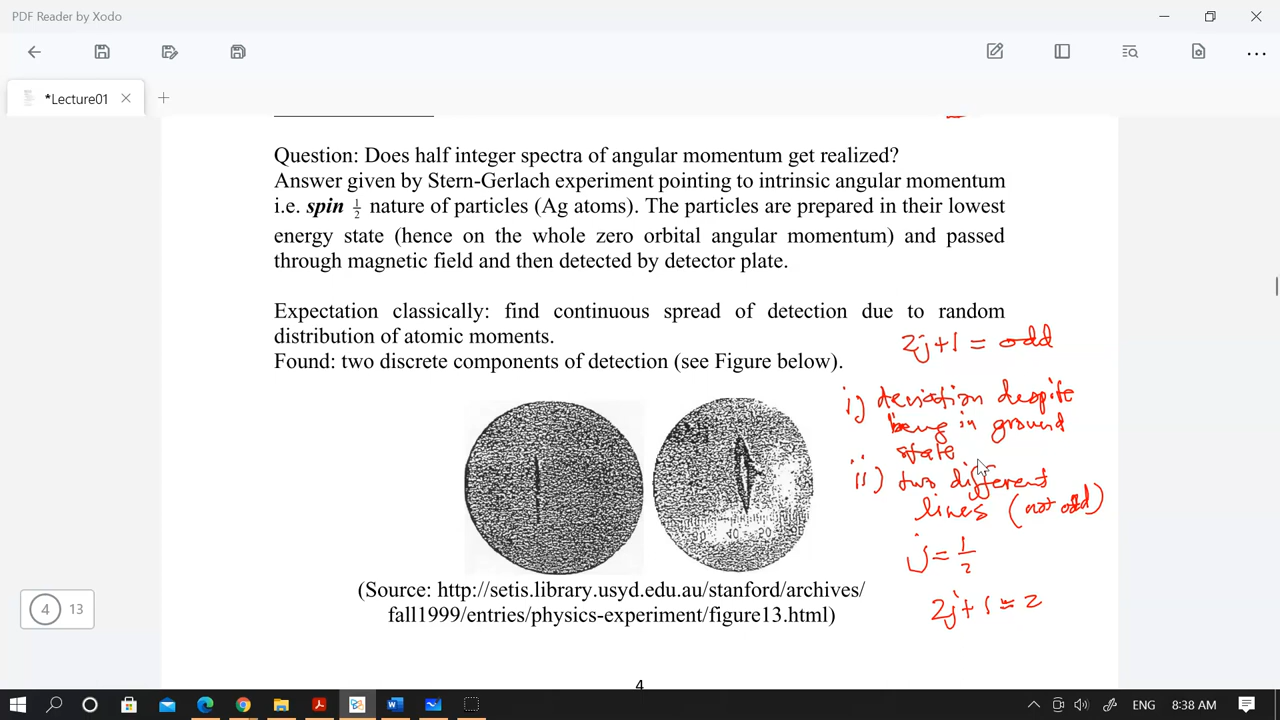 PDF Reader by Xodo
*Lecture01
Question: Does half integer spectra of angular momentum get realized?
Answer given by Stern-Gerlach experiment pointing to intrinsic angular momentum
i.e. spin 1/2 nature of particles (Ag atoms). The particles are prepared in their lowest
energy state (hence on the whole zero orbital angular momentum) and passed
through magnetic field and then detected by detector plate.
Expectation classically: find continuous spread of detection due to random
distribution of atomic moments.
Found: two discrete components of detection (see Figure below).
2j+1 = odd
i) deviation despite
being in ground
state
ii) two different
lines (not odd)
j = 1/2
2j+1 = 2
(Source: http://setis.library.usyd.edu.au/stanford/archives/
fall1999/entries/physics-experiment/figure13.html)
4 13
4
ENG 8:38 AM